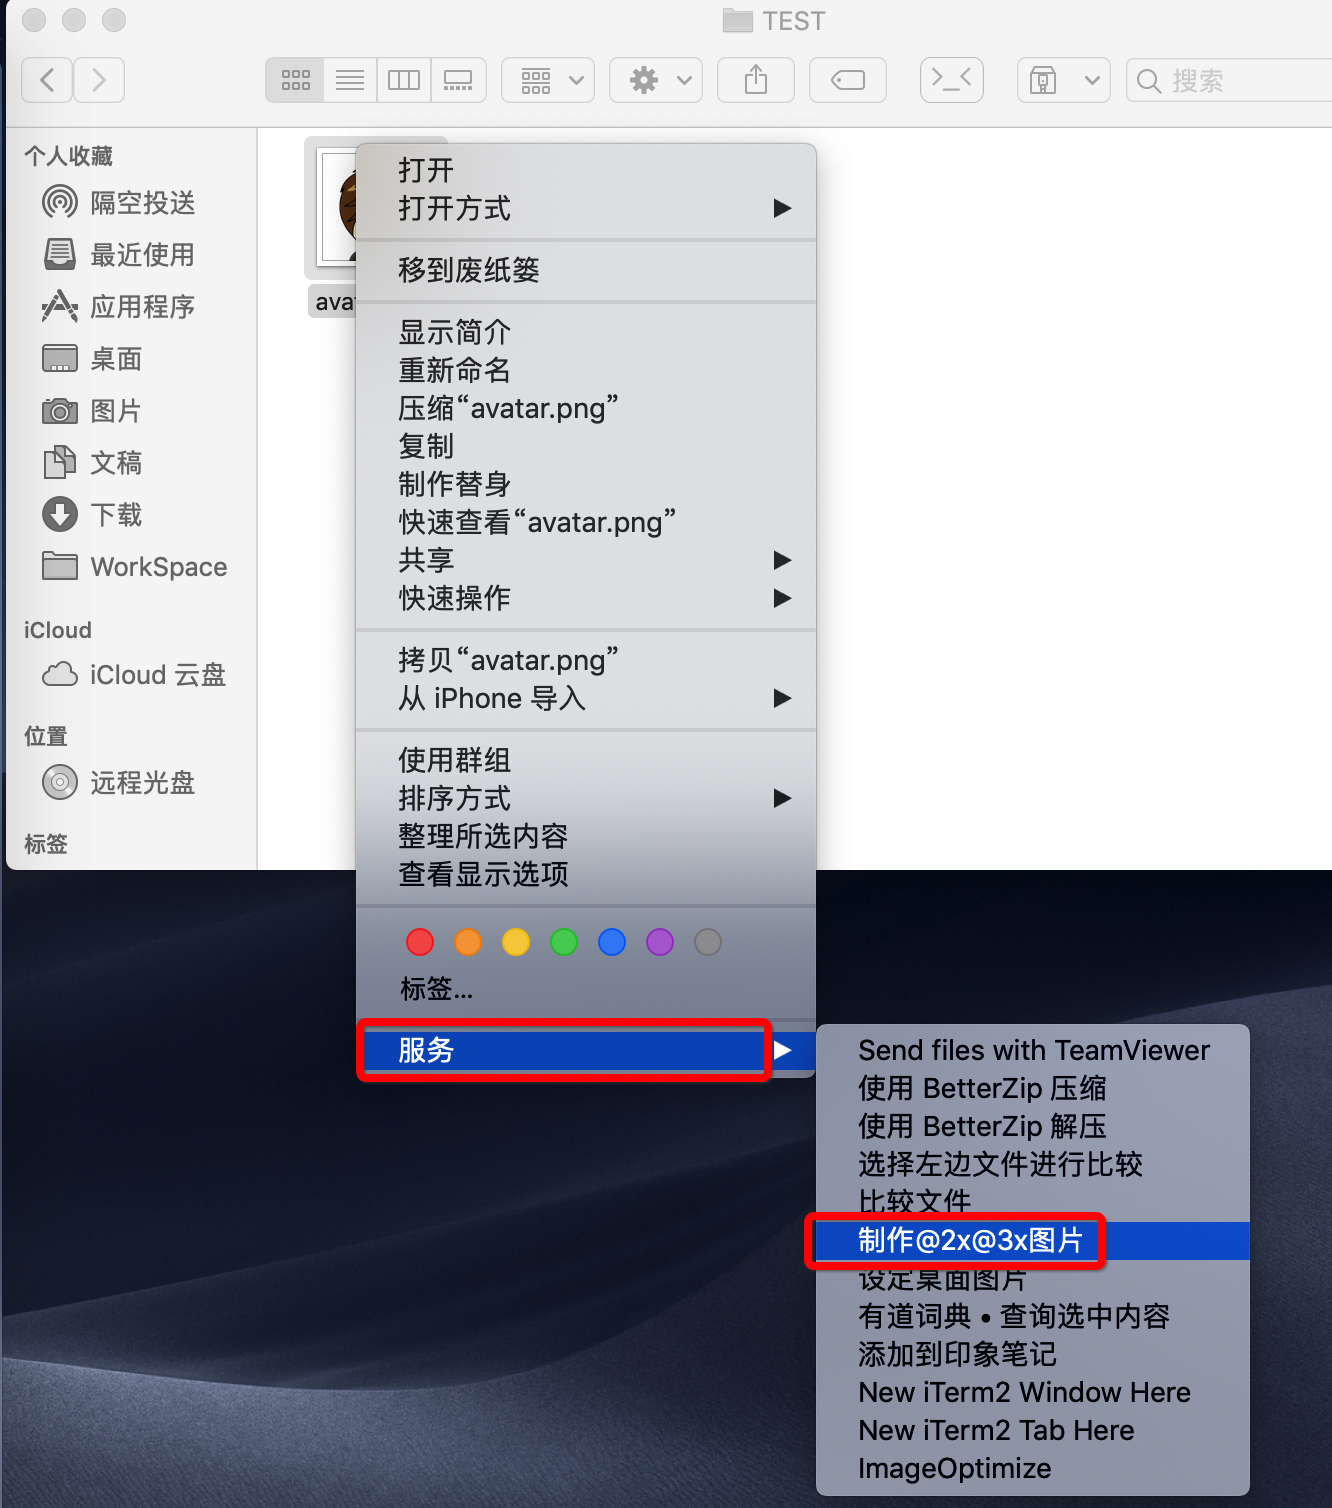 TEST
搜索
个人收藏
隔空投送
最近使用
应用程序
桌面
图片
文稿
下载
WorkSpace
iCloud
iCloud 云盘
位置
远程光盘
标签
avat
打开
打开方式
移到废纸篓
显示简介
重新命名
压缩“avatar.png”
复制
制作替身
快速查看“avatar.png”
共享
快速操作
拷贝“avatar.png”
从 iPhone 导入
使用群组
排序方式
整理所选内容
查看显示选项
标签...
服务
Send files with TeamViewer
使用 BetterZip 压缩
使用 BetterZip 解压
选择左边文件进行比较
比较文件
制作@2x@3x图片
设定桌面图片
有道词典 • 查询选中内容
添加到印象笔记
New iTerm2 Window Here
New iTerm2 Tab Here
ImageOptimize